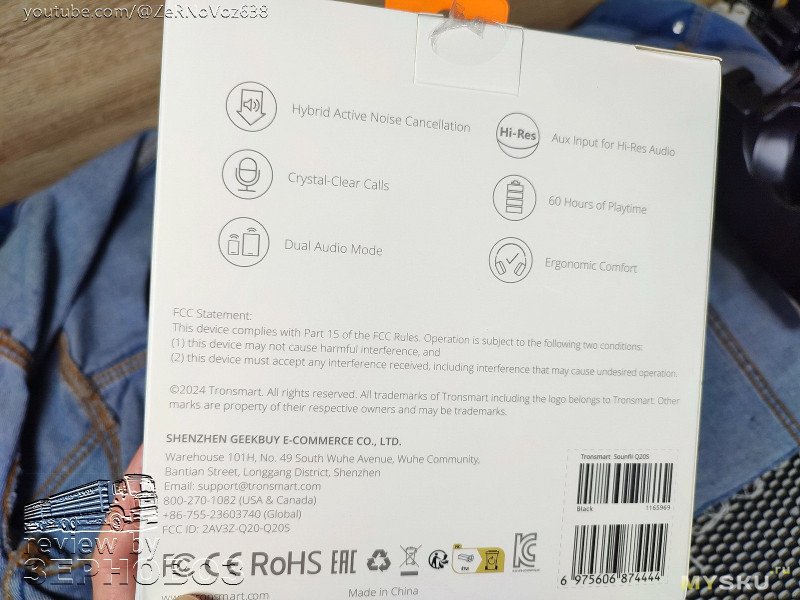 youtube.com/@ZeRNoVoz638
Hybrid Active Noise Cancellation
Hi-Res
Aux Input for Hi-Res Audio
Crystal-Clear Calls
60 Hours of Playtime
Dual Audio Mode
Ergonomic Comfort
FCC Statement:
This device complies with Part 15 of the FCC Rules. Operation is subject to the following two conditions:
(1) this device may not cause harmful interference, and
(2) this device must accept any interference received, including interference that may cause undesired operation.
©2024 Tronsmart. All rights reserved. All trademarks of Tronsmart including the logo belongs to Tronsmart. Other
marks are property of their respective owners and may be trademarks.
SHENZHEN GEEKBUY E-COMMERCE CO., LTD.
Warehouse 101H, No. 49 South Wuhe Avenue, Wuhe Community,
Bantian Street, Longgang District, Shenzhen
Email: support@tronsmart.com
800-270-1082 (USA & Canada)
+86-755-23603740 (Global)
FCC ID: 2AV3Z-Q20-Q20S
Tronsmart Sounfii Q20S
Black 1165969
FC CE RoHS EAC
6 975606 874444
Made in China
review by
MYSKU